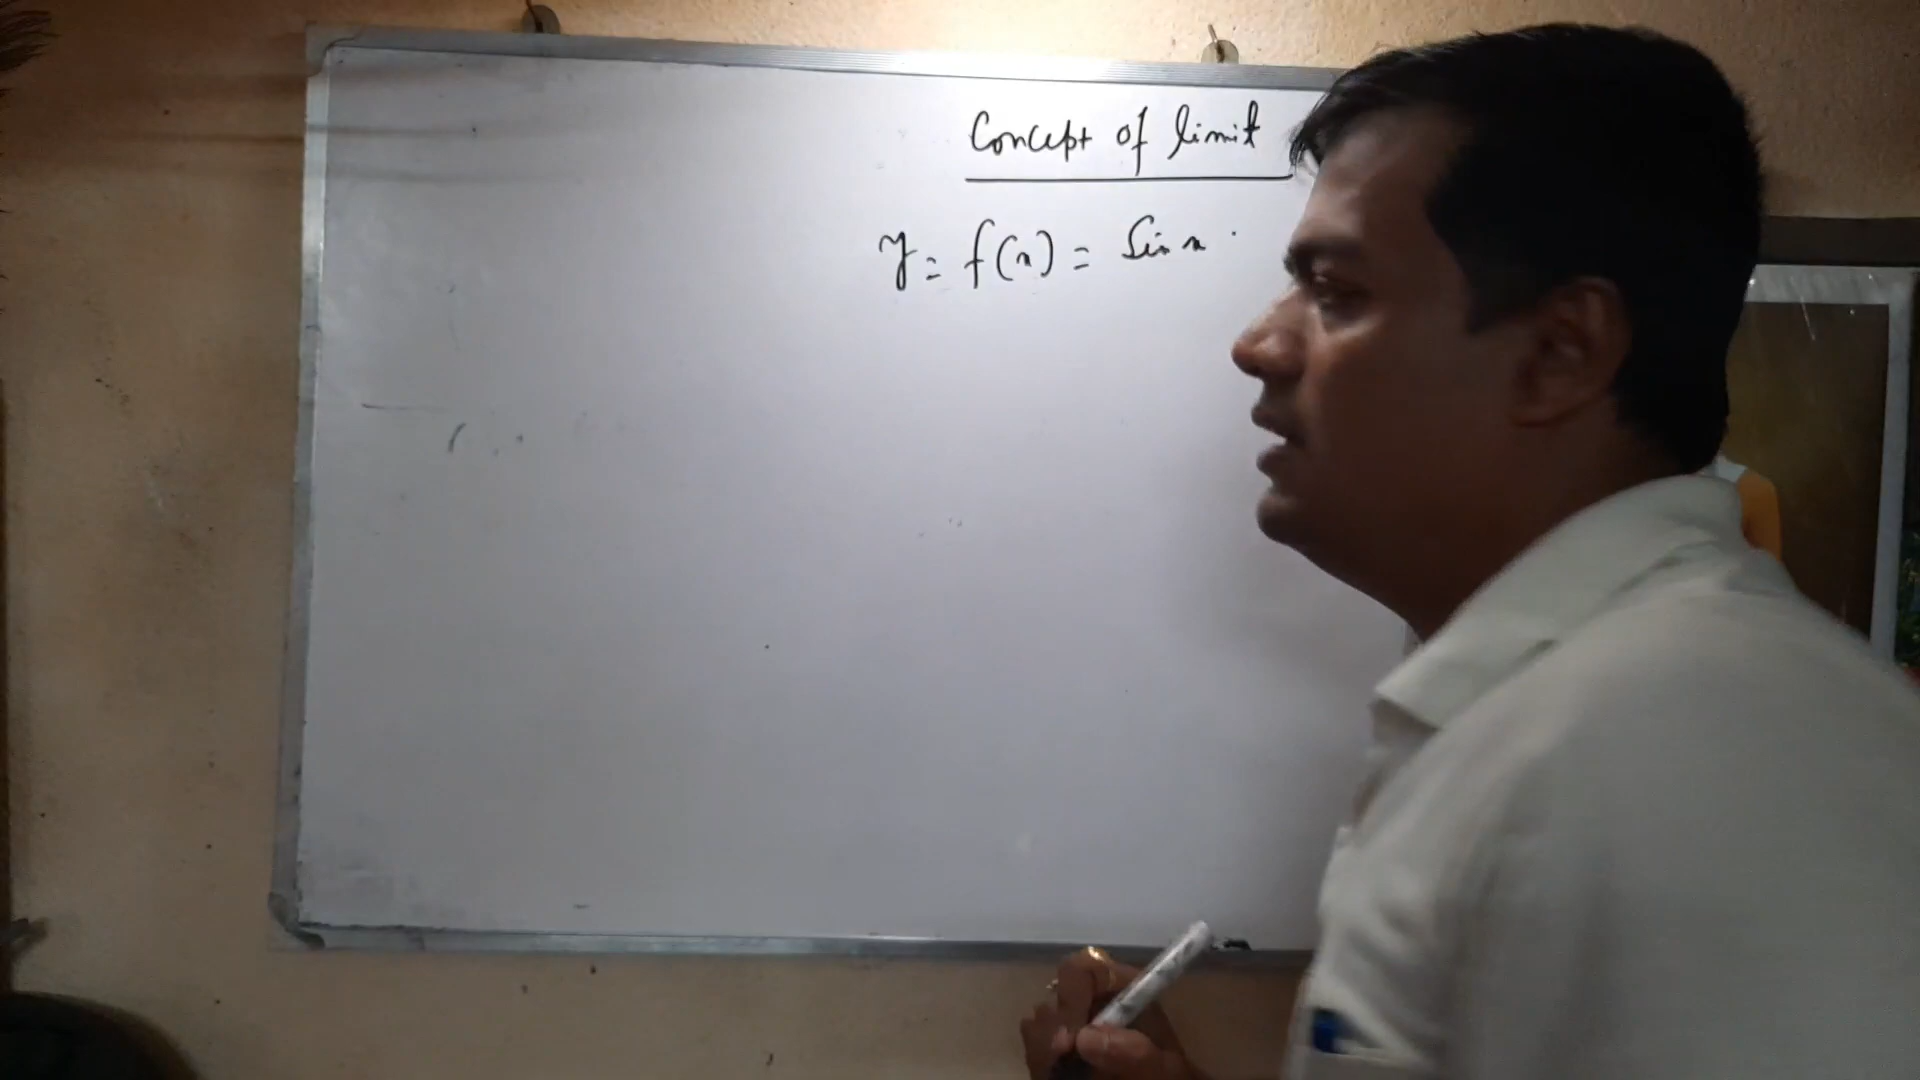 Concept of limit
y = f(x) = Sin x